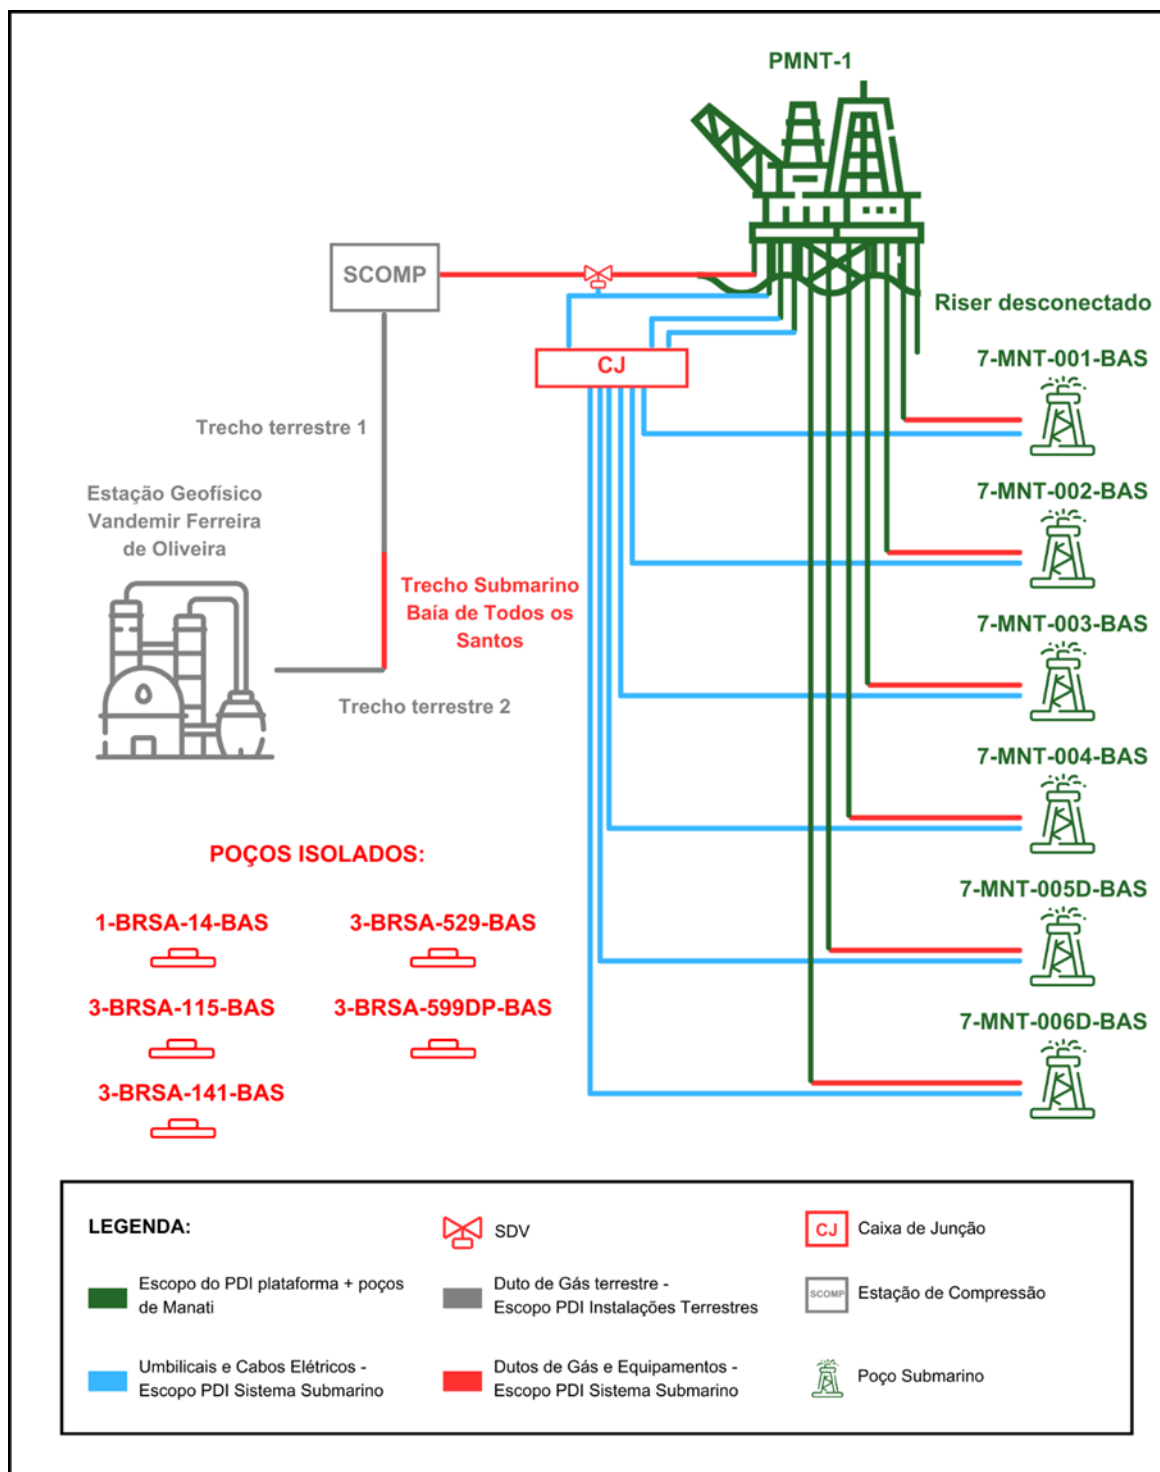 PMNT-1
SCOMP
Riser desconectado
CJ
7-MNT-001-BAS
Trecho terrestre 1
Estação Geofísico
Vandemir Ferreira
de Oliveira
7-MNT-002-BAS
Trecho Submarino
Baía de Todos os
Santos
7-MNT-003-BAS
Trecho terrestre 2
7-MNT-004-BAS
POÇOS ISOLADOS:
7-MNT-005D-BAS
1-BRSA-14-BAS
3-BRSA-529-BAS
3-BRSA-115-BAS
3-BRSA-599DP-BAS
7-MNT-006D-BAS
3-BRSA-141-BAS
LEGENDA:
SDV
CJ
Caixa de Junção
Escopo do PDI plataforma + poços
de Manati
Duto de Gás terrestre -
Escopo PDI Instalações Terrestres
SCOMP
Estação de Compressão
Umbilicais e Cabos Elétricos -
Escopo PDI Sistema Submarino
Dutos de Gás e Equipamentos -
Escopo PDI Sistema Submarino
Poço Submarino